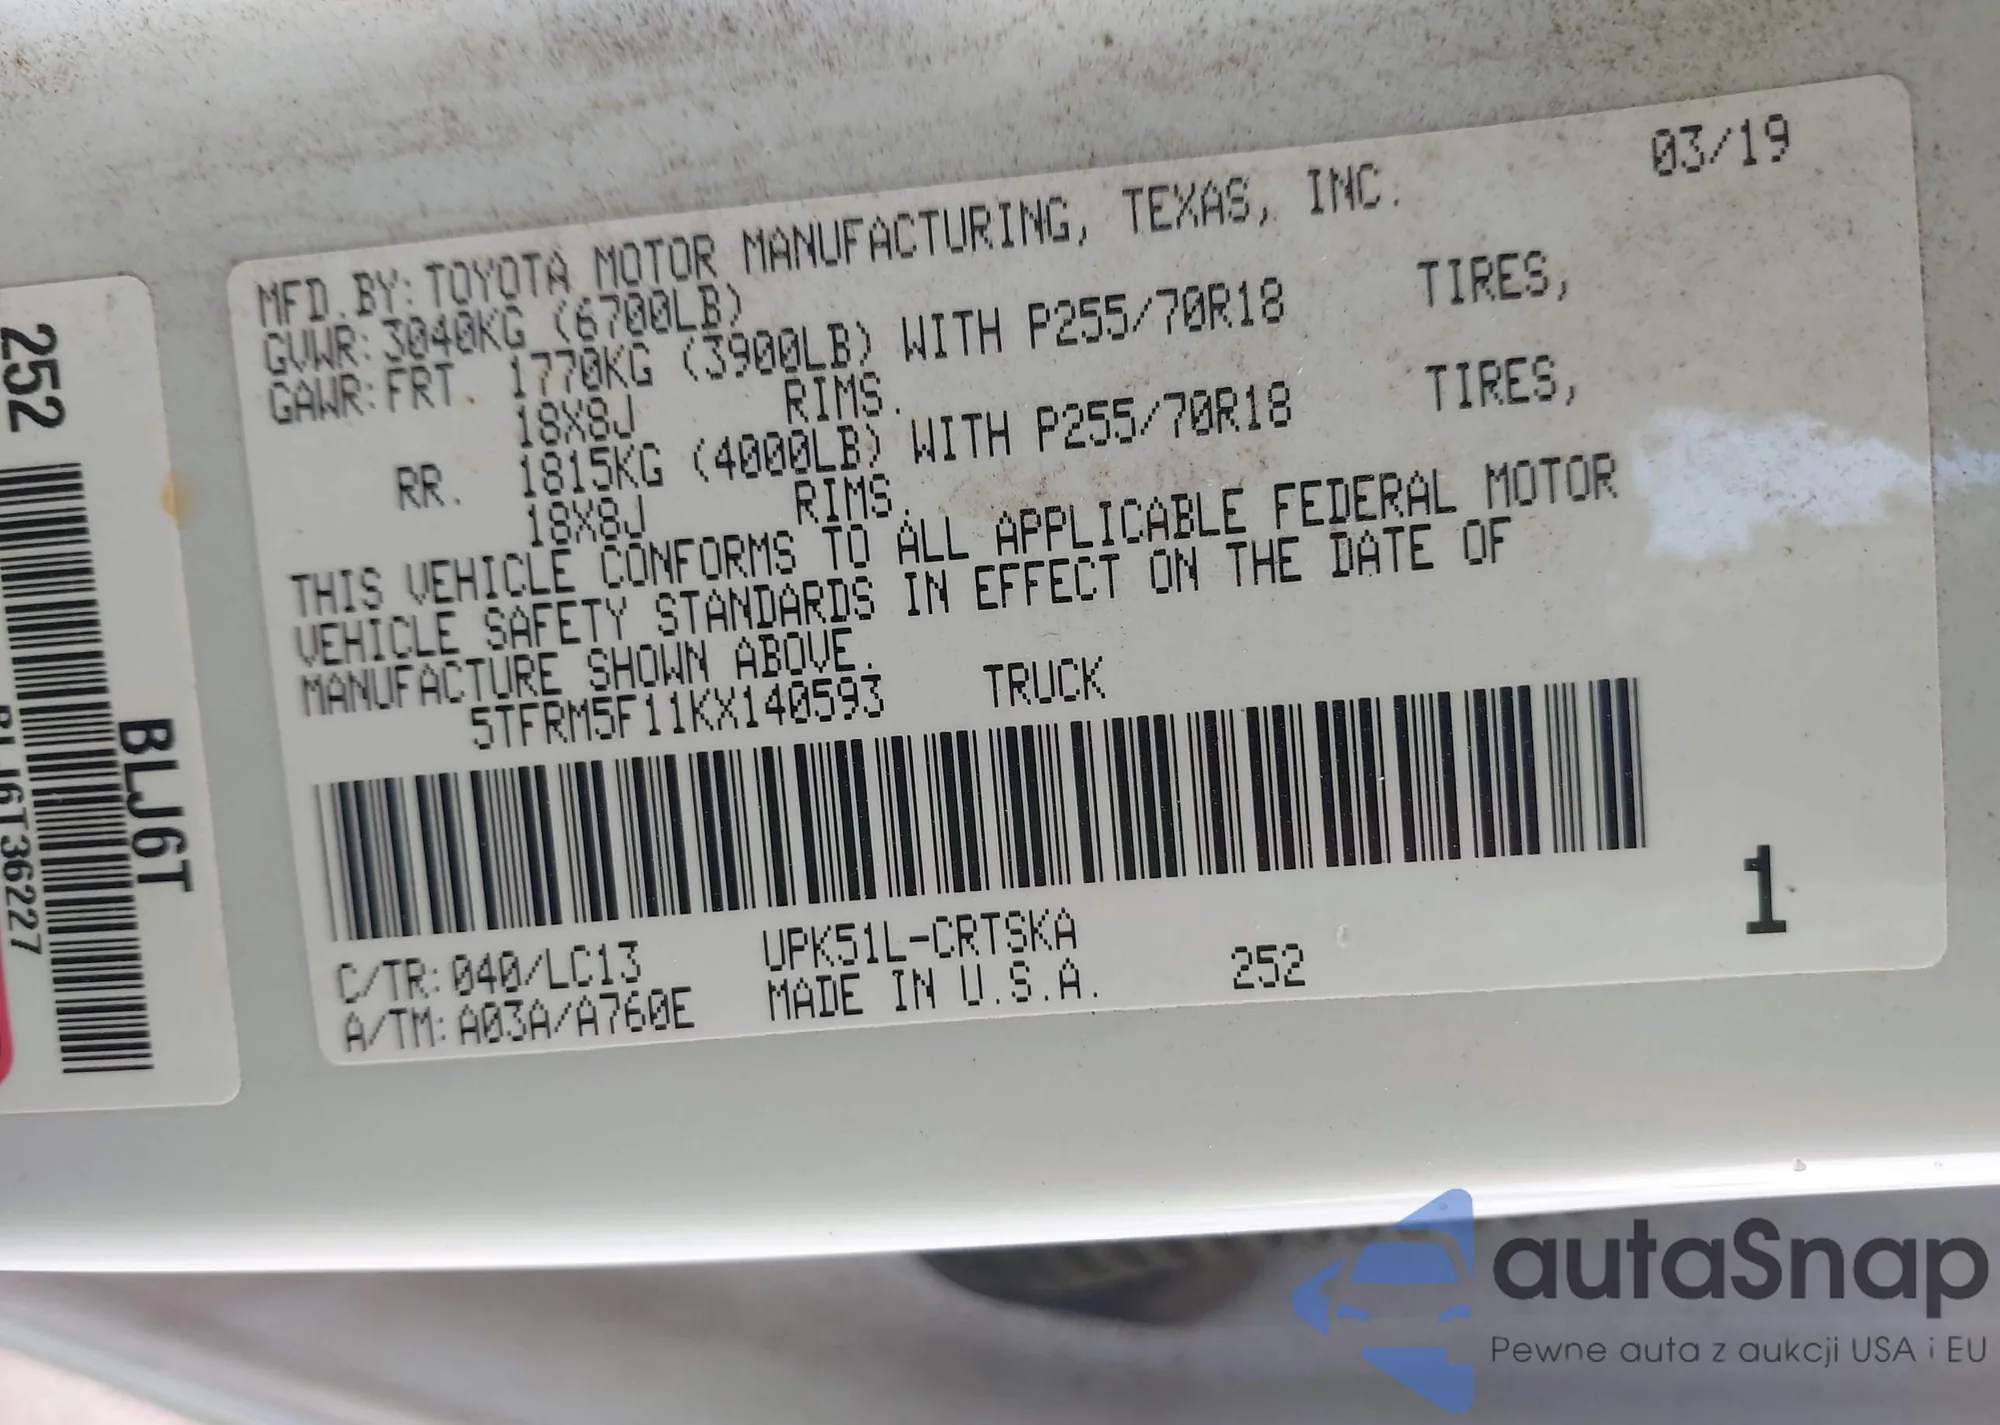 03/19
MFD.BY: TOYOTA MOTOR MANUFACTURING, TEXAS, INC.
GVWR: 3040KG (6700LB)
GAWR: FRT. 1770KG (3900LB) WITH P255/70R18 TIRES,
18X8J RIMS.
RR. 1815KG (4000LB) WITH P255/70R18 TIRES,
18X8J RIMS.
THIS VEHICLE CONFORMS TO ALL APPLICABLE FEDERAL MOTOR
VEHICLE SAFETY STANDARDS IN EFFECT ON THE DATE OF
MANUFACTURE SHOWN ABOVE.
5TFRM5F11KX140593 TRUCK
C/TR: 040/LC13 UPK51L-CRTSKA
A/TM: A03A/A760E MADE IN U.S.A. 252
1
252
BLJ6T
BLJ6T36227
autaSnap
Pewne auta z aukcji USA i EU